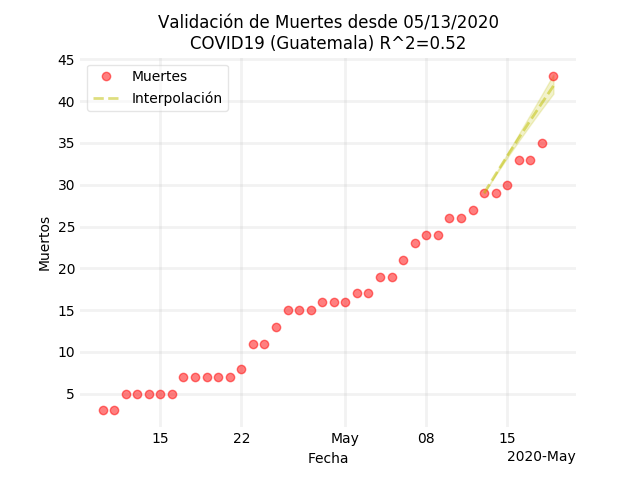 Validación de Muertes desde 05/13/2020
COVID19 (Guatemala) R^2=0.52
Muertes
Interpolación
45
40
35
30
25
20
15
10
5
Muertos
15
22
May
08
15
Fecha
2020-May